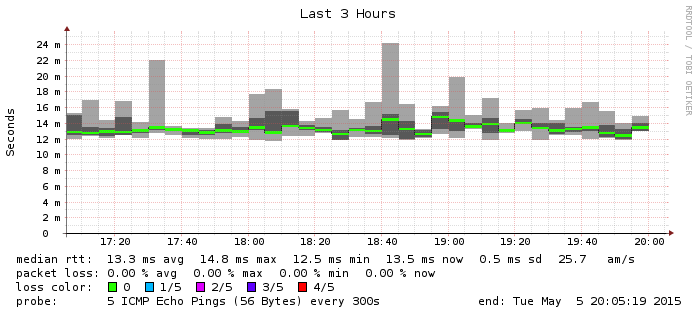 Last 3 Hours
RRDTOOL / TOBI OETIKER
Seconds
24 m
22 m
20 m
18 m
16 m
14 m
12 m
10 m
8 m
6 m
4 m
2 m
0
17:20 17:40 18:00 18:20 18:40 19:00 19:20 19:40 20:00
median rtt: 13.3 ms avg 14.8 ms max 12.5 ms min 13.5 ms now 0.5 ms sd 25.7 am/s
packet loss: 0.00 % avg 0.00 % max 0.00 % min 0.00 % now
loss color: 0 1/5 2/5 3/5 4/5
probe: 5 ICMP Echo Pings (56 Bytes) every 300s end: Tue May 5 20:05:19 2015